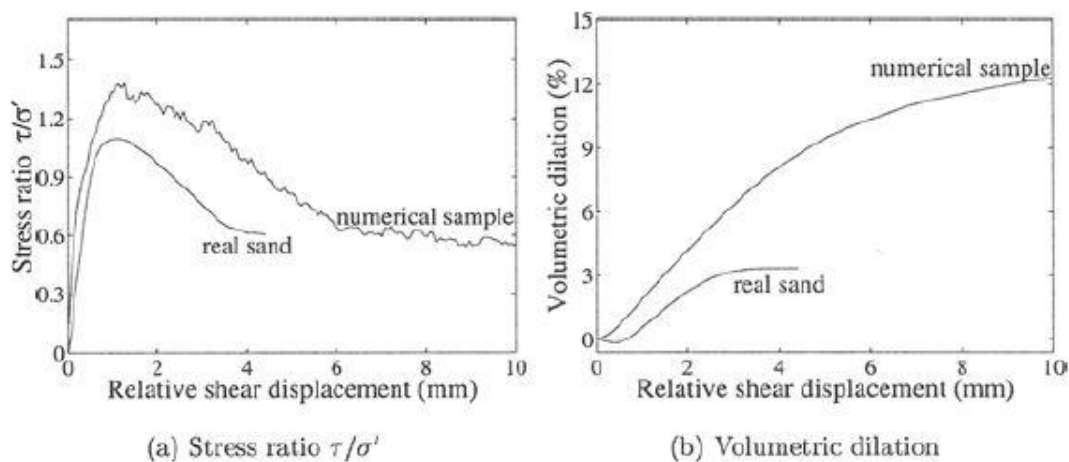 1.5
1.2
0.9
0.6
0.3
0
Stress ratio τ/σ'
numerical sample
real sand
0 2 4 6 8 10
Relative shear displacement (mm)
(a) Stress ratio τ/σ'
15
12
9
6
3
0
Volumetric dilation (%)
numerical sample
real sand
0 2 4 6 8 10
Relative shear displacement (mm)
(b) Volumetric dilation